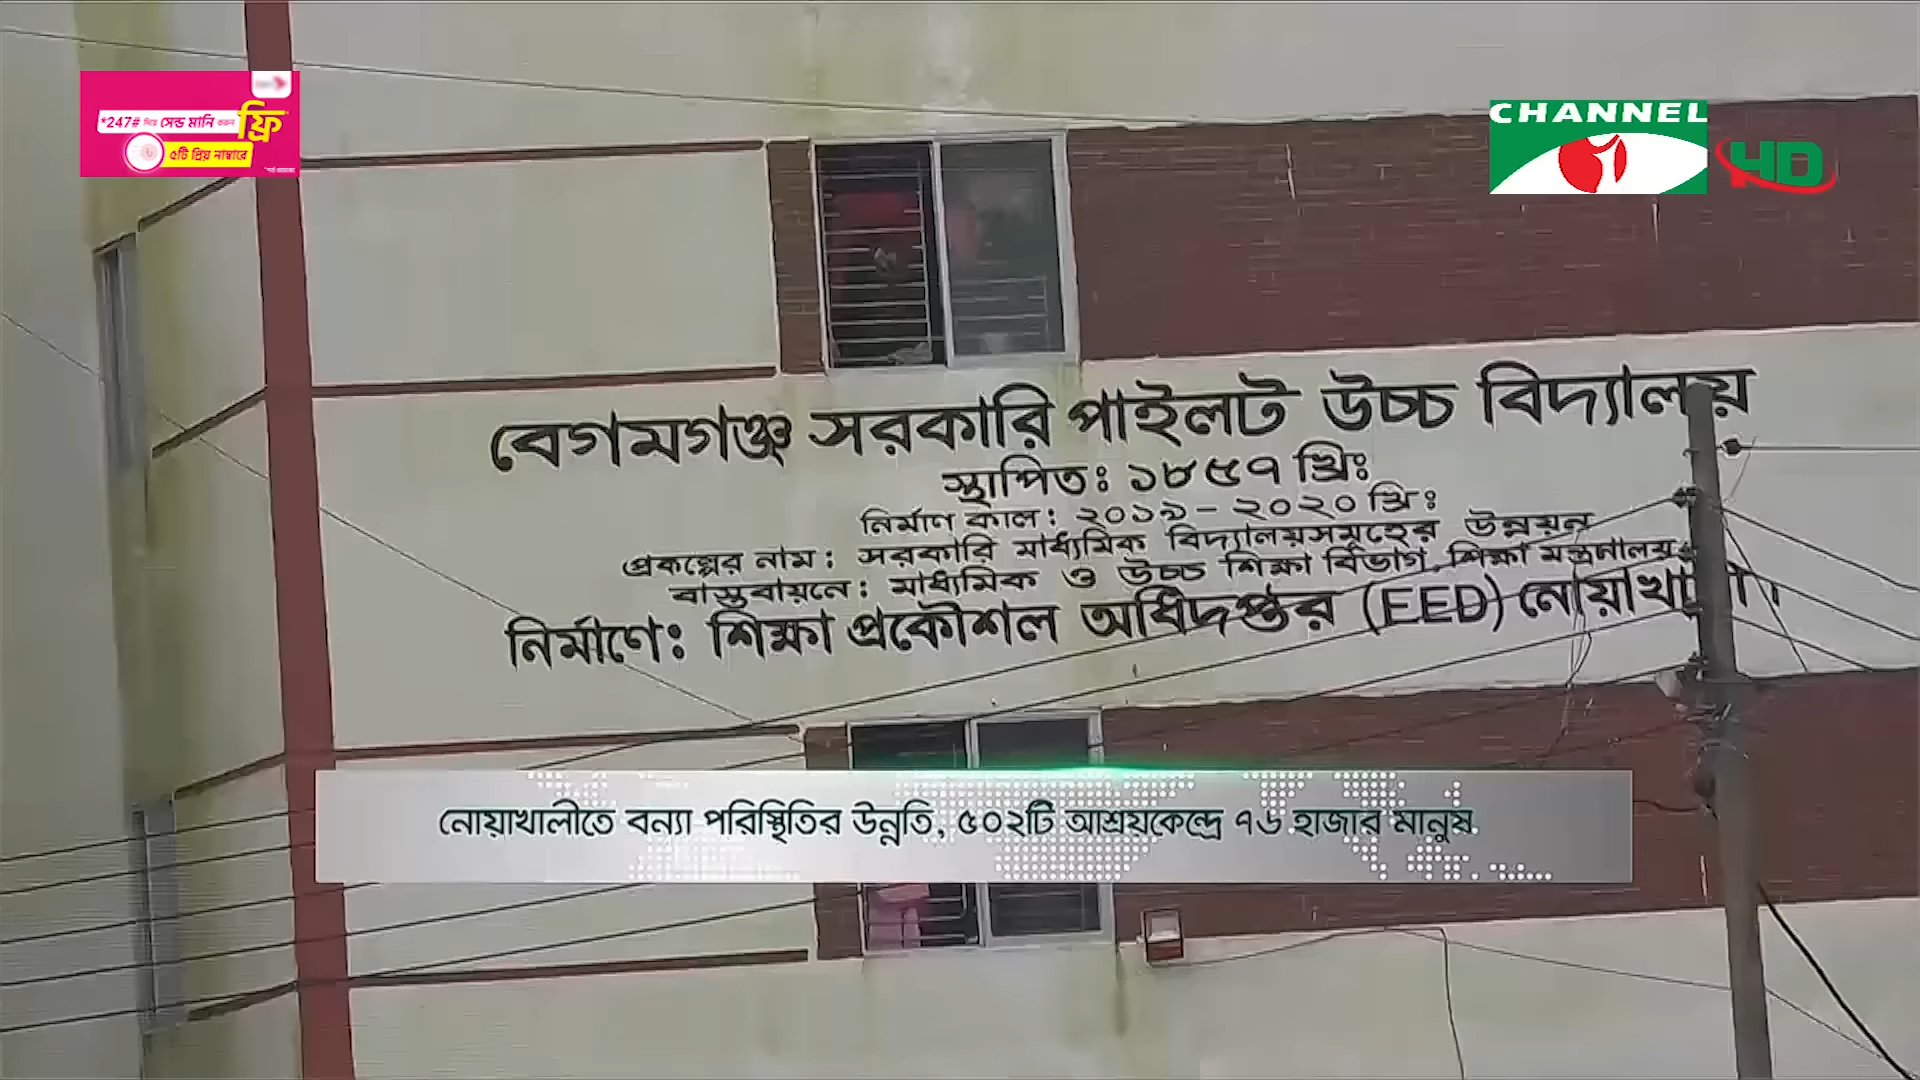 *247# দিয়ে সেন্ড মানি করুন ফ্রি
৫টি প্রিয় নাম্বারে
CHANNEL
HD
বেগমগঞ্জ সরকারি পাইলট উচ্চ বিদ্যালয়
স্থাপিত: ১৮৫৭ খ্রিঃ
নির্মাণ কাল: ২০১৯-২০২০ খ্রিঃ
প্রকল্পের নাম: সরকারি মাধ্যমিক বিদ্যালয়সমূহের উন্নয়ন
বাস্তবায়নে: মাধ্যমিক ও উচ্চ শিক্ষা বিভাগ, শিক্ষা মন্ত্রণালয়
নির্মাণে: শিক্ষা প্রকৌশল অধিদপ্তর (EED) নোয়াখালী।
নোয়াখালীতে বন্যা পরিস্থিতির উন্নতি, ৫০২টি আশ্রয়কেন্দ্রে ৭৬ হাজার মানুষ